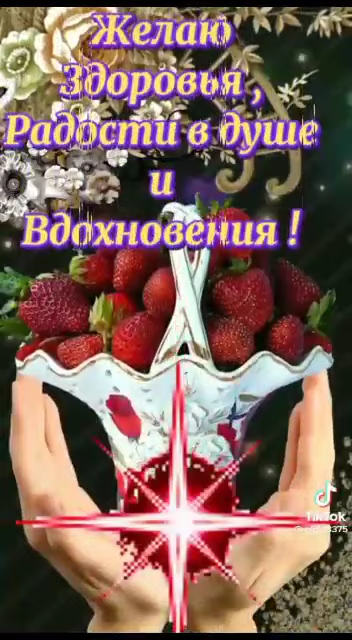 Желаю
Здоровья ,
Радости в душе
и
Вдохновения !
TikTok